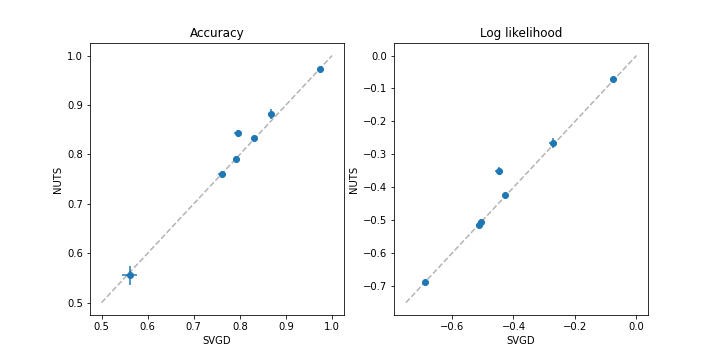 Accuracy
1.0
0.9
0.8
0.7
0.6
0.5
NUTS
0.5 0.6 0.7 0.8 0.9 1.0
SVGD
Log likelihood
0.0
−0.1
−0.2
−0.3
−0.4
−0.5
−0.6
−0.7
NUTS
−0.6 −0.4 −0.2 0.0
SVGD